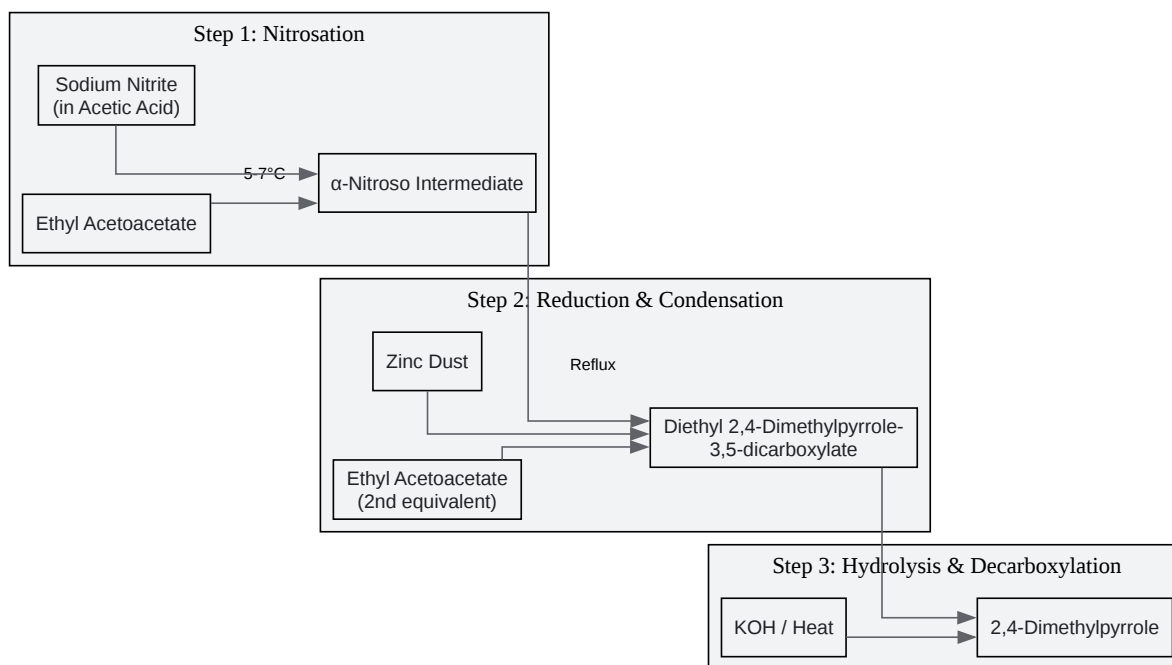 Step 1: Nitrosation
Sodium Nitrite
(in Acetic Acid)
5-7°C
α-Nitroso Intermediate
Ethyl Acetoacetate
Step 2: Reduction & Condensation
Zinc Dust
Reflux
Diethyl 2,4-Dimethylpyrrole-
3,5-dicarboxylate
Ethyl Acetoacetate
(2nd equivalent)
Step 3: Hydrolysis & Decarboxylation
KOH / Heat
2,4-Dimethylpyrrole